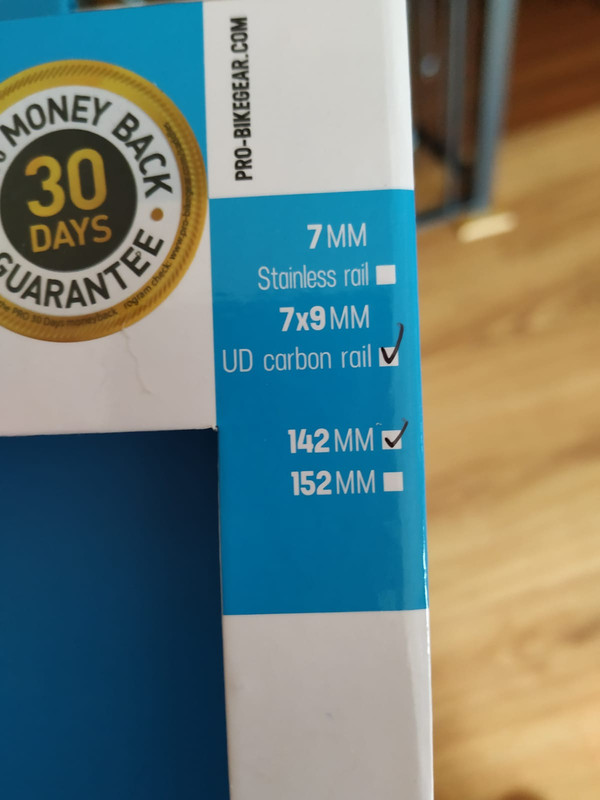 MONEY BACK
30
DAYS
GUARANTEE
PRO-BIKEGEAR.COM
7MM
Stainless rail
7x9MM
UD carbon rail
142MM
152MM